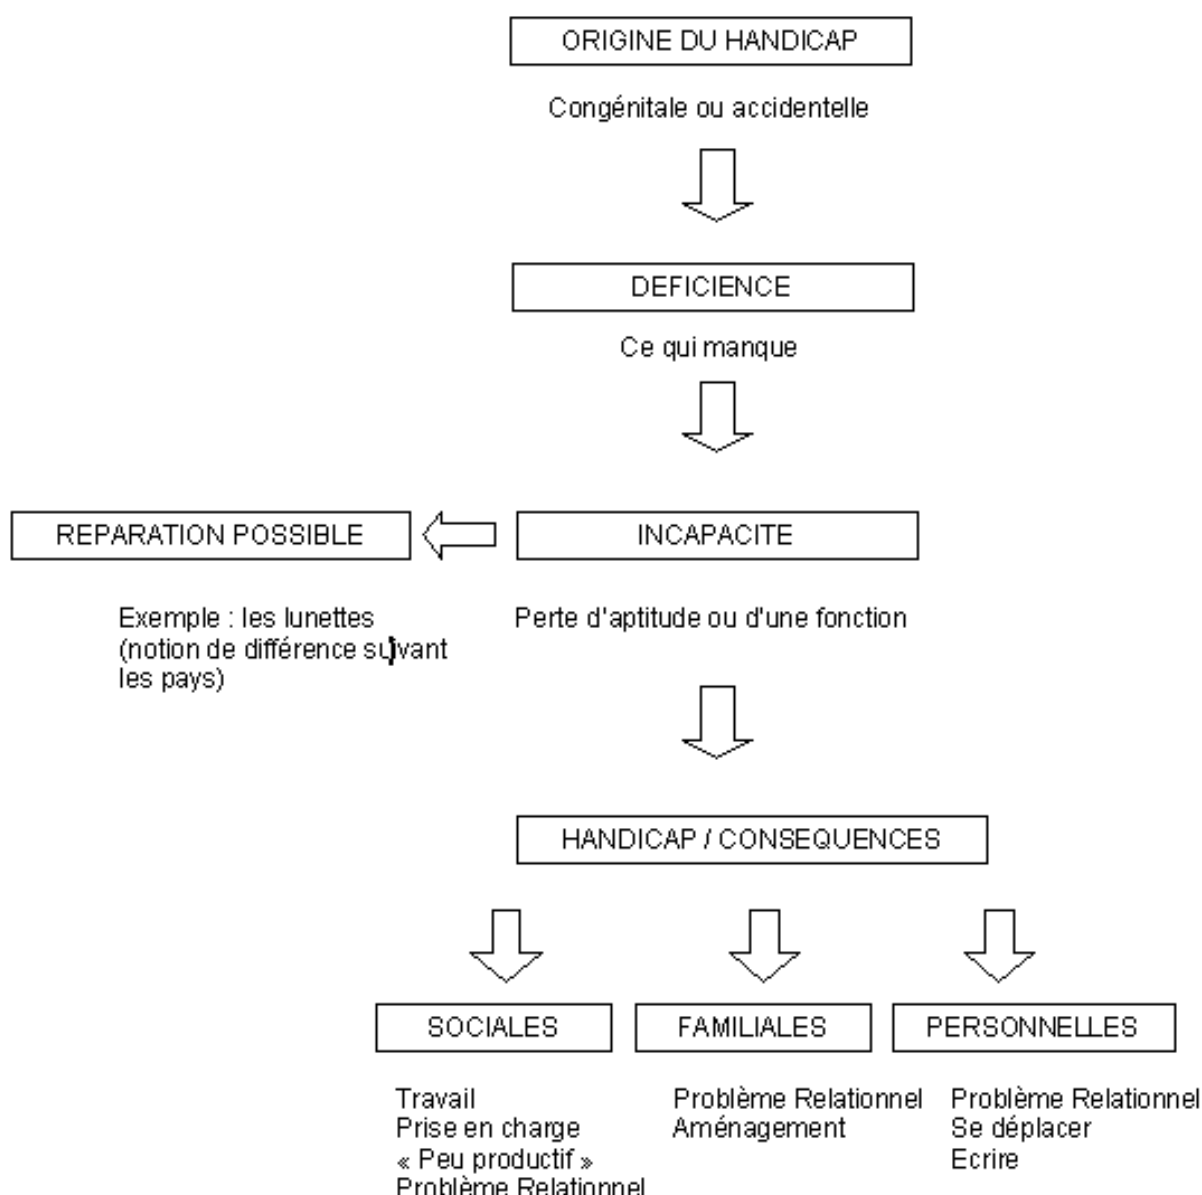 ORIGINE DU HANDICAP
Congénitale ou accidentelle
DEFICIENCE
Ce qui manque
REPARATION POSSIBLE
INCAPACITE
Exemple : les lunettes
(notion de différence suivant
les pays)
Perte d'aptitude ou d'une fonction
HANDICAP / CONSEQUENCES
SOCIALES
FAMILIALES
PERSONNELLES
Travail
Prise en charge
« Peu productif »
Problème Relationnel
Problème Relationnel
Aménagement
Problème Relationnel
Se déplacer
Ecrire